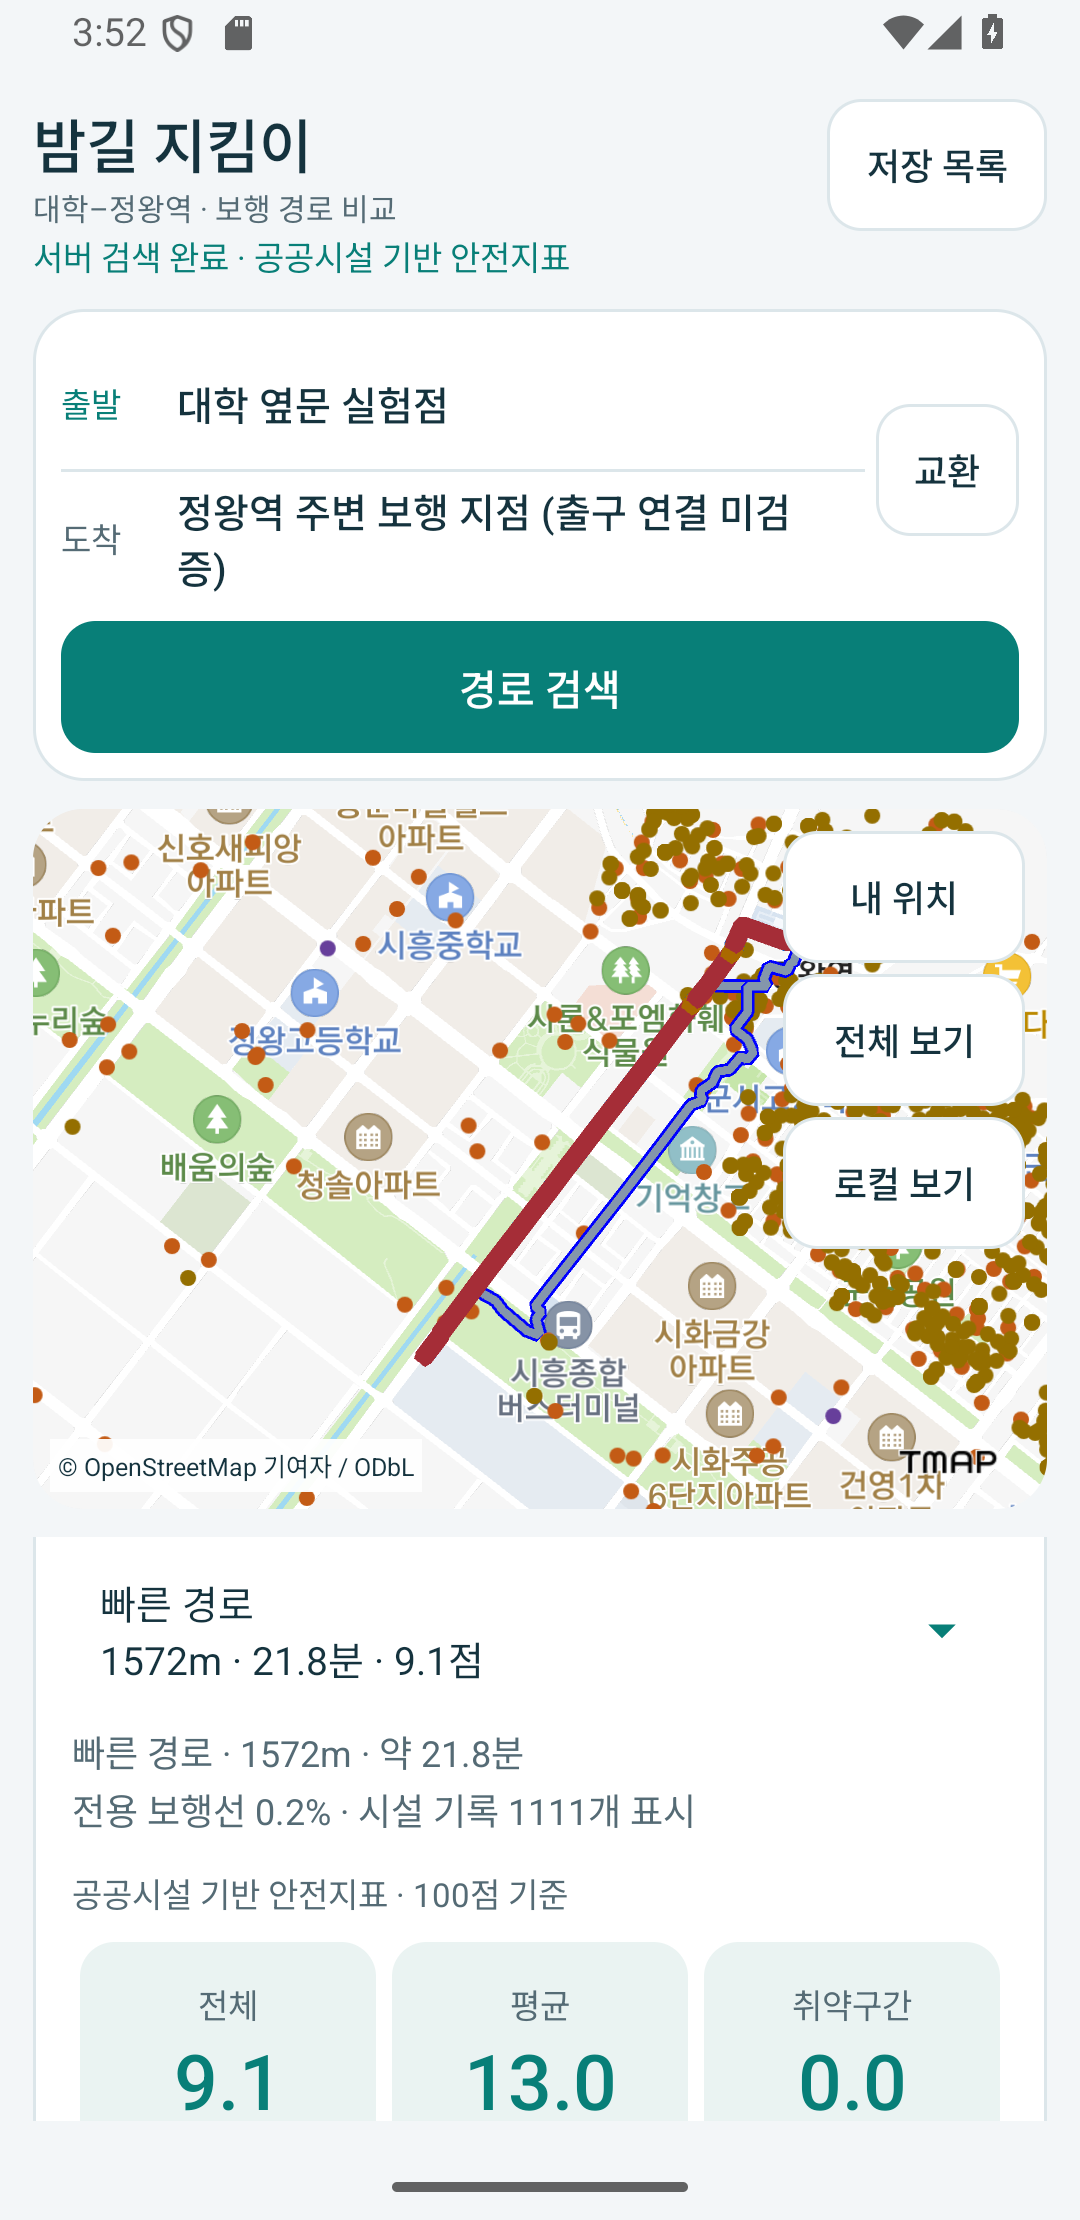 3:52
밤길 지킴이
저장 목록
대학–정왕역 · 보행 경로 비교
서버 검색 완료 · 공공시설 기반 안전지표
출발
대학 옆문 실험점
교환
도착
정왕역 주변 보행 지점 (출구 연결 미검
증)
경로 검색
신호새피앙
아파트
아파트
내 위치
시흥중학교
누리숲
정왕고등학교
식물원
전체 보기
배움의숲
청솔아파트
기억창고
로컬 보기
시화금강
아파트
시흥종합
버스터미널
시화주공
6단지아파트
건영1차
TMAP
© OpenStreetMap 기여자 / ODbL
빠른 경로
1572m · 21.8분 · 9.1점
빠른 경로 · 1572m · 약 21.8분
전용 보행선 0.2% · 시설 기록 1111개 표시
공공시설 기반 안전지표 · 100점 기준
전체
평균
취약구간
9.1
13.0
0.0